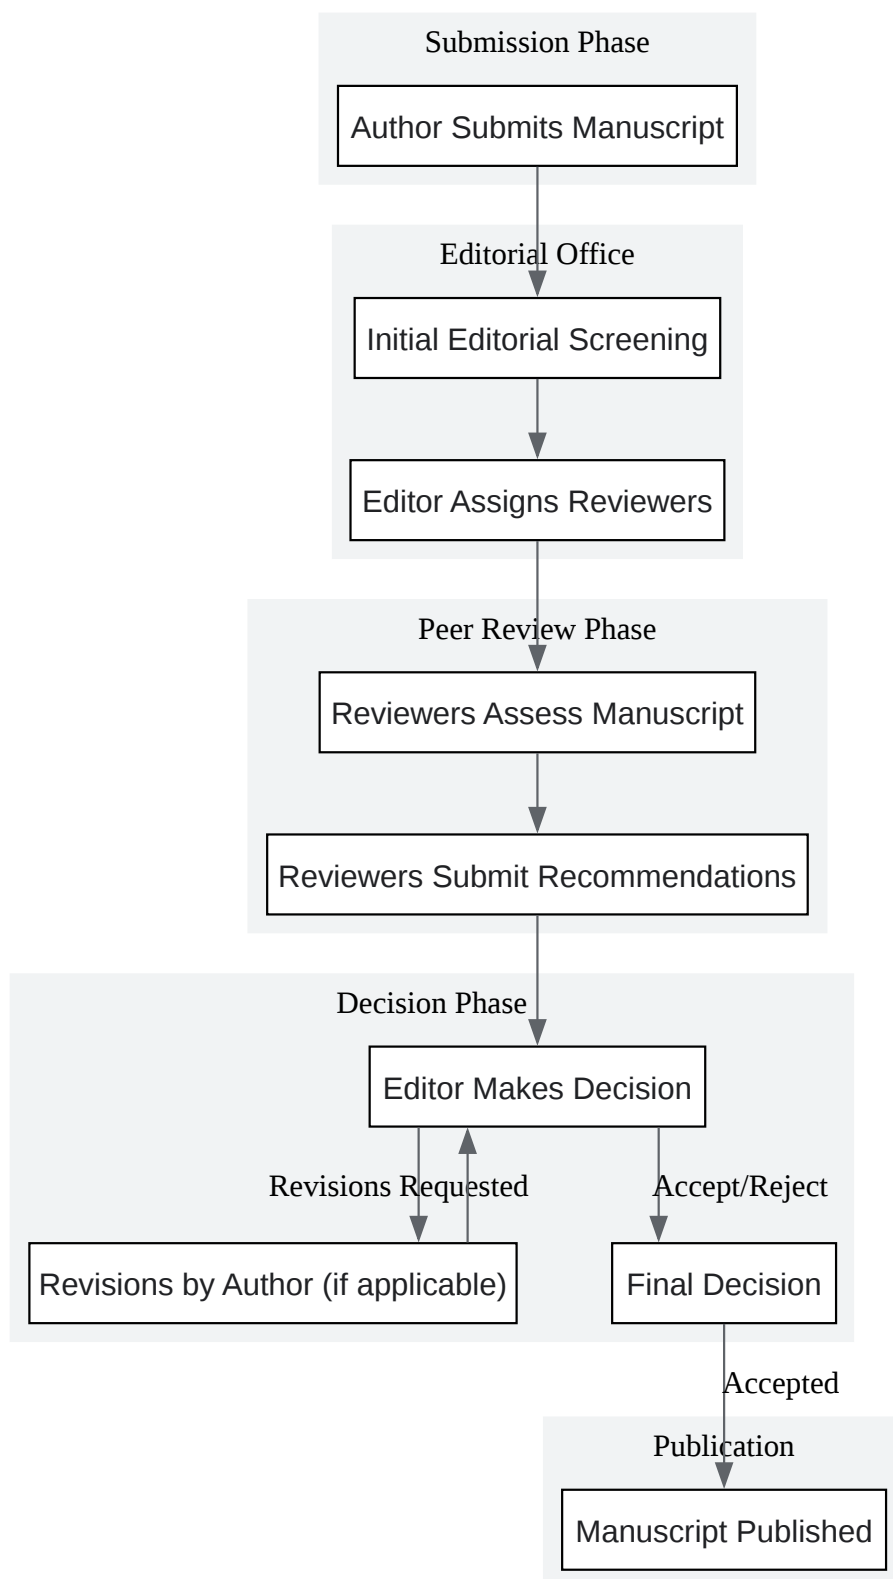 Submission Phase
Author Submits Manuscript
Editorial Office
Initial Editorial Screening
Editor Assigns Reviewers
Peer Review Phase
Reviewers Assess Manuscript
Reviewers Submit Recommendations
Decision Phase
Editor Makes Decision
Revisions Requested
Accept/Reject
Revisions by Author (if applicable)
Final Decision
Accepted
Publication
Manuscript Published